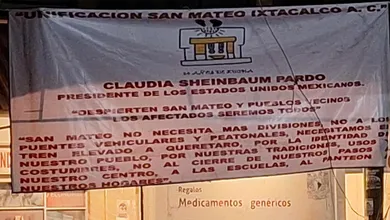 "UNIFICACION SAN MATEO IXTACALCO A. C."
CLAUDIA SHEINBAUM PARDO
PRESIDENTE DE LOS ESTADOS UNIDOS MEXICANOS.
"DESPIERTEN SAN MATEO Y PUEBLOS VECINOS
LOS AFECTADOS SEREMOS TODOS"
"SAN MATEO NO NECESITA MAS DIVISIONES NO A LOS
PUENTES VEHICULARES Y PEATONALES, NECESITAMOS
TREN ELEVADO A QUERETARO, POR LA IDENTIDAD
NUESTRO PUEBLO, POR NUESTRAS TRADICIONES, USOS
COSTUMBRES, NO AL CIERRE DE NUESTROS PASOS
NUESTRO CENTRO, A LAS ESCUELAS, AL PANTEON
NUESTROS HOGARES"
Regalos
Medicamentos genéricos